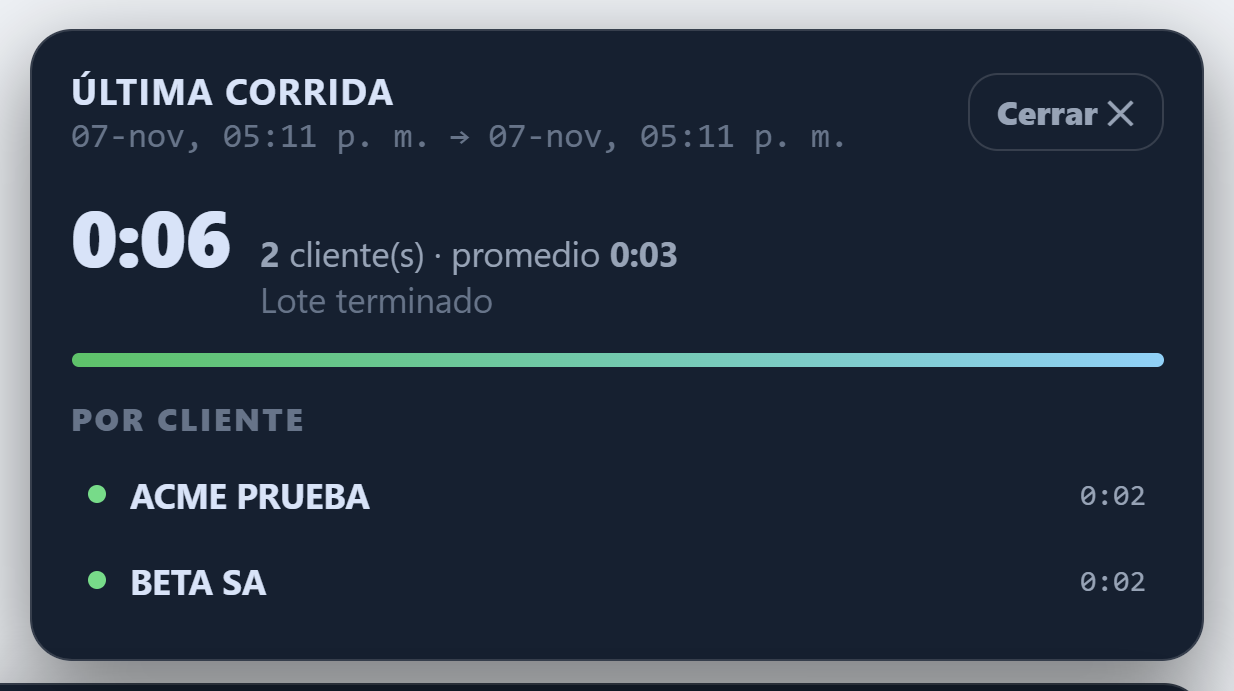 ÚLTIMA CORRIDA
Cerrar ✕
07-nov, 05:11 p. m. → 07-nov, 05:11 p. m.
0:06
2 cliente(s) · promedio 0:03
Lote terminado
POR CLIENTE
ACME PRUEBA 0:02
BETA SA 0:02